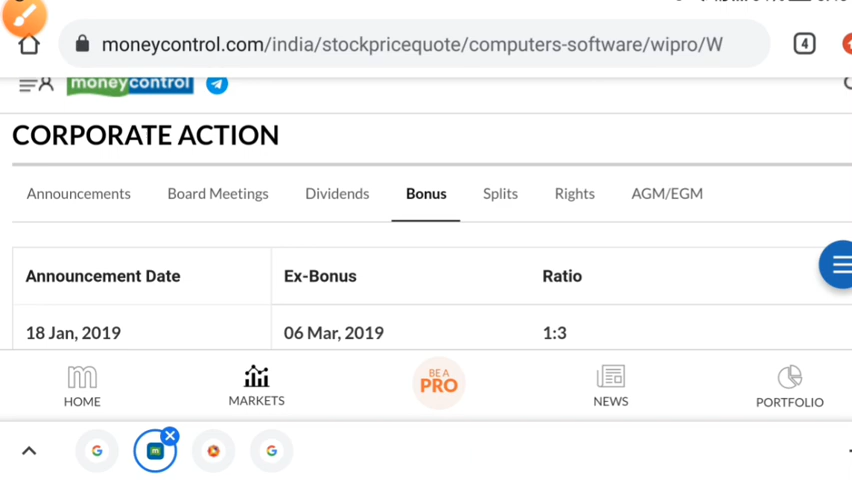 moneycontrol.com/india/stockpricequote/computers-software/wipro/W
4
moneycontrol
CORPORATE ACTION
Announcements Board Meetings Dividends Bonus Splits Rights AGM/EGM
Announcement Date Ex-Bonus Ratio
18 Jan, 2019 06 Mar, 2019 1:3
BE A
PRO
HOME MARKETS NEWS PORTFOLIO